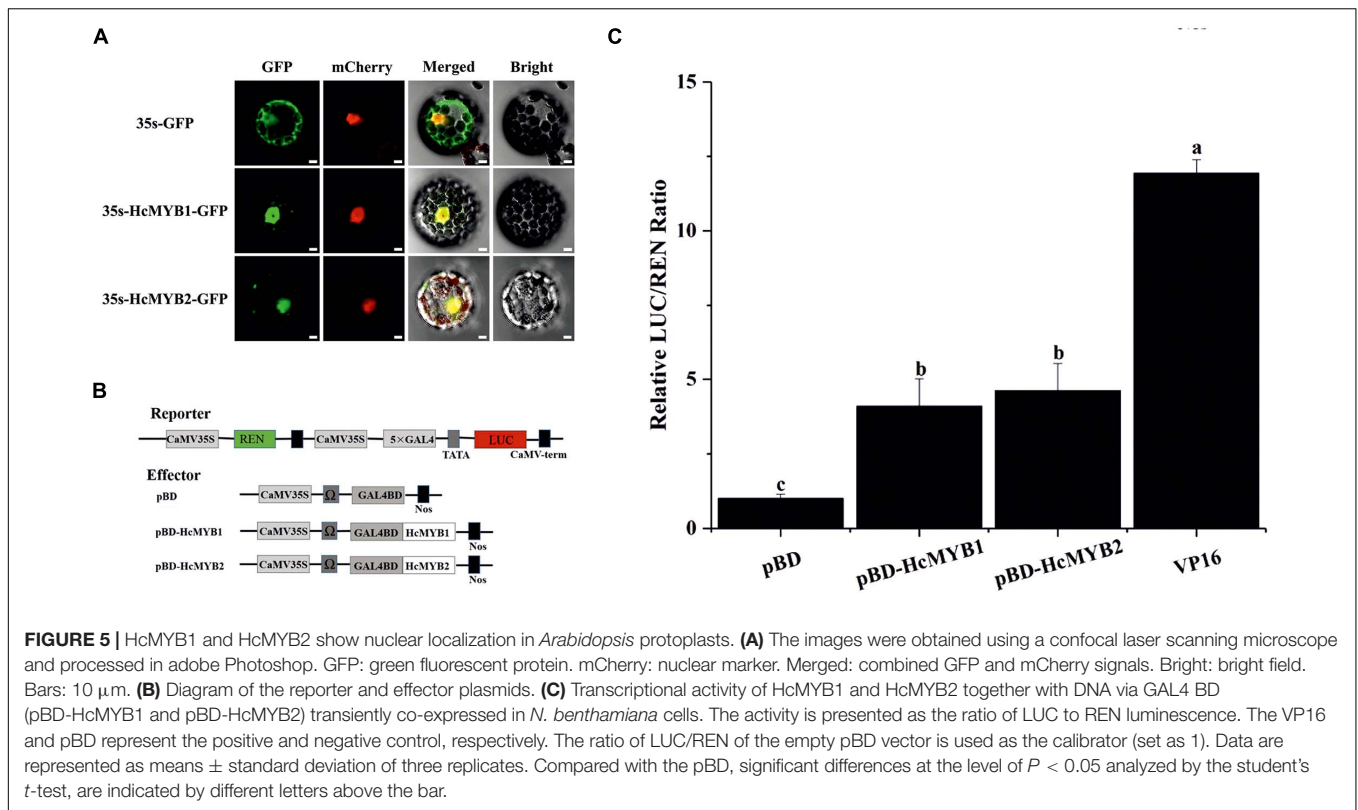 A
GFP mCherry Merged Bright
35s-GFP
35s-HcMYB1-GFP
35s-HcMYB2-GFP
B
Reporter
CaMV35S REN CaMV35S 5×GAL4 LUC
TATA CaMV-term
Effector
pBD CaMV35S Ω GAL4BD
Nos
pBD-HcMYB1 CaMV35S Ω GAL4BD HcMYB1
Nos
pBD-HcMYB2 CaMV35S Ω GAL4BD HcMYB2
Nos
C
Relative LUC/REN Ratio
15
10
5
0
c
b
b
a
pBD
pBD-HcMYB1
pBD-HcMYB2
VP16
FIGURE 5 | HcMYB1 and HcMYB2 show nuclear localization in Arabidopsis protoplasts. (A) The images were obtained using a confocal laser scanning microscope
and processed in adobe Photoshop. GFP: green fluorescent protein. mCherry: nuclear marker. Merged: combined GFP and mCherry signals. Bright: bright field.
Bars: 10 μm. (B) Diagram of the reporter and effector plasmids. (C) Transcriptional activity of HcMYB1 and HcMYB2 together with DNA via GAL4 BD
(pBD-HcMYB1 and pBD-HcMYB2) transiently co-expressed in N. benthamiana cells. The activity is presented as the ratio of LUC to REN luminescence. The VP16
and pBD represent the positive and negative control, respectively. The ratio of LUC/REN of the empty pBD vector is used as the calibrator (set as 1). Data are
represented as means ± standard deviation of three replicates. Compared with the pBD, significant differences at the level of P < 0.05 analyzed by the student's
t-test, are indicated by different letters above the bar.